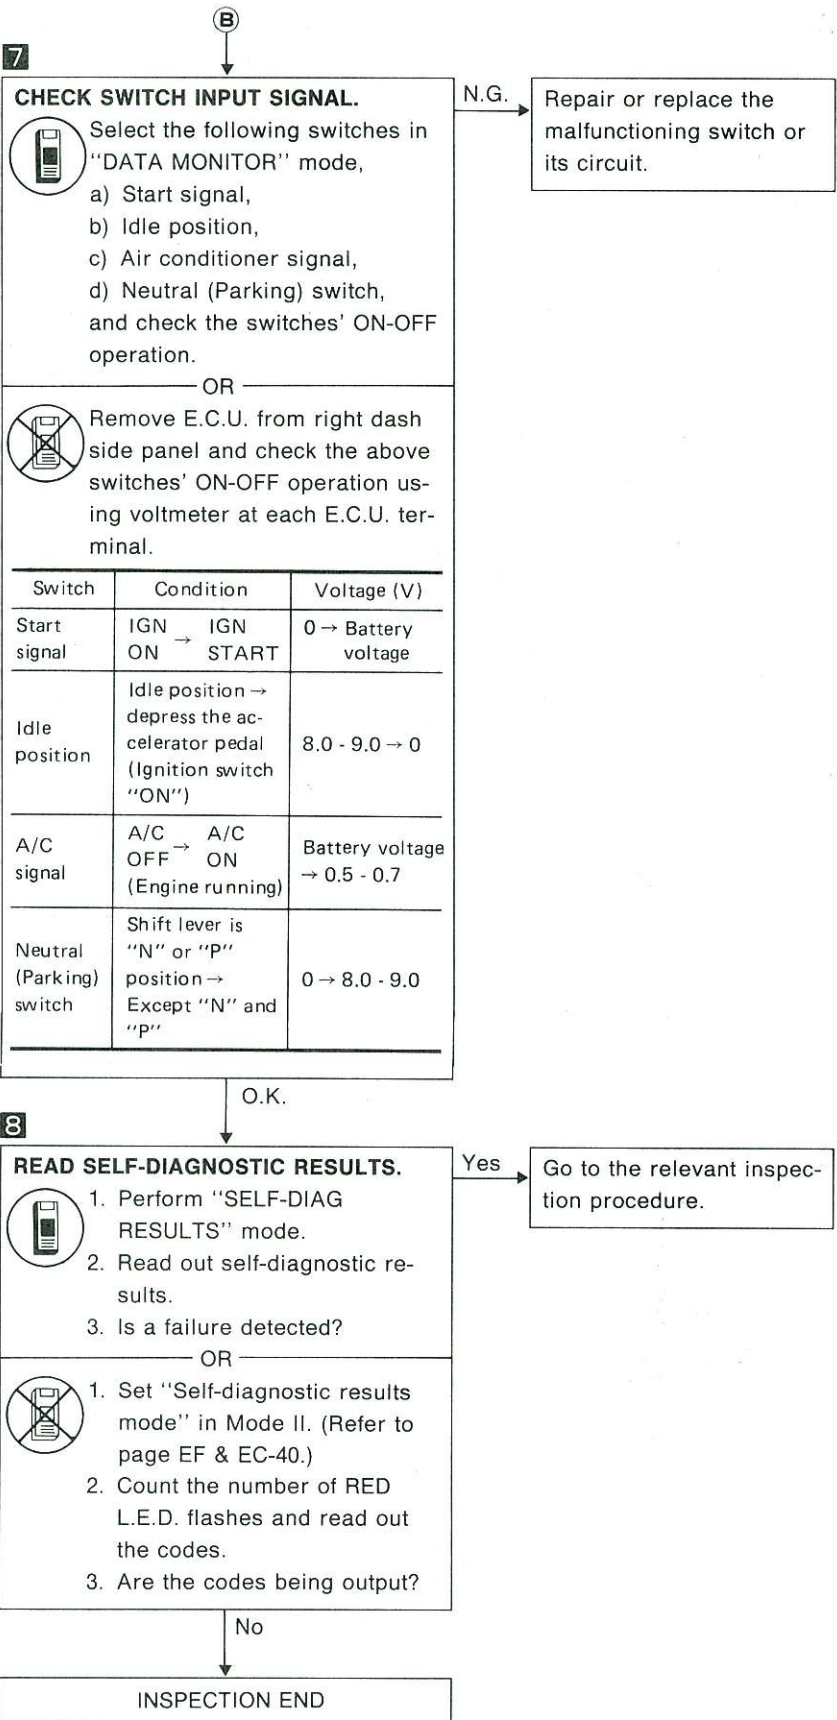 B
7
CHECK SWITCH INPUT SIGNAL.
Select the following switches in
"DATA MONITOR" mode,
a) Start signal,
b) Idle position,
c) Air conditioner signal,
d) Neutral (Parking) switch,
and check the switches' ON-OFF
operation.
N.G.
Repair or replace the
malfunctioning switch or
its circuit.
OR
Remove E.C.U. from right dash
side panel and check the above
switches' ON-OFF operation us-
ing voltmeter at each E.C.U. ter-
minal.
Switch Condition Voltage (V)
Start signal
IGN ON → IGN START
0 → Battery voltage
Idle position
Idle position →
depress the ac-
celerator pedal
(Ignition switch
"ON")
8.0 - 9.0 → 0
A/C signal
A/C OFF → A/C ON
(Engine running)
Battery voltage
→ 0.5 - 0.7
Neutral
(Parking)
switch
Shift lever is
"N" or "P"
position →
Except "N" and
"P"
0 → 8.0 - 9.0
O.K.
8
READ SELF-DIAGNOSTIC RESULTS.
1. Perform "SELF-DIAG
RESULTS" mode.
2. Read out self-diagnostic re-
sults.
3. Is a failure detected?
Yes
Go to the relevant inspec-
tion procedure.
OR
1. Set "Self-diagnostic results
mode" in Mode II. (Refer to
page EF & EC-40.)
2. Count the number of RED
L.E.D. flashes and read out
the codes.
3. Are the codes being output?
No
INSPECTION END